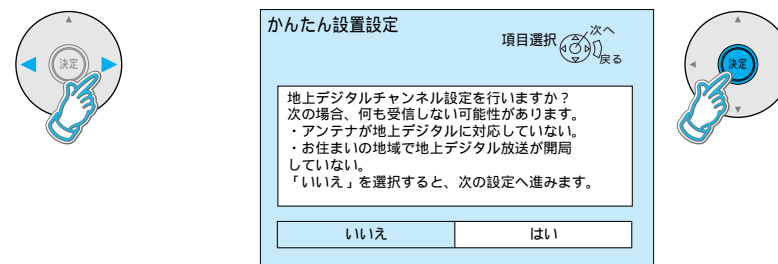 決定
かんたん設置設定
項目選択
次へ
戻る
地上デジタルチャンネル設定を行いますか？
次の場合、何も受信しない可能性があります。
・アンテナが地上デジタルに対応していない。
・お住まいの地域で地上デジタル放送が開局
していない。
「いいえ」を選択すると、次の設定へ進みます。
いいえ
はい
決定